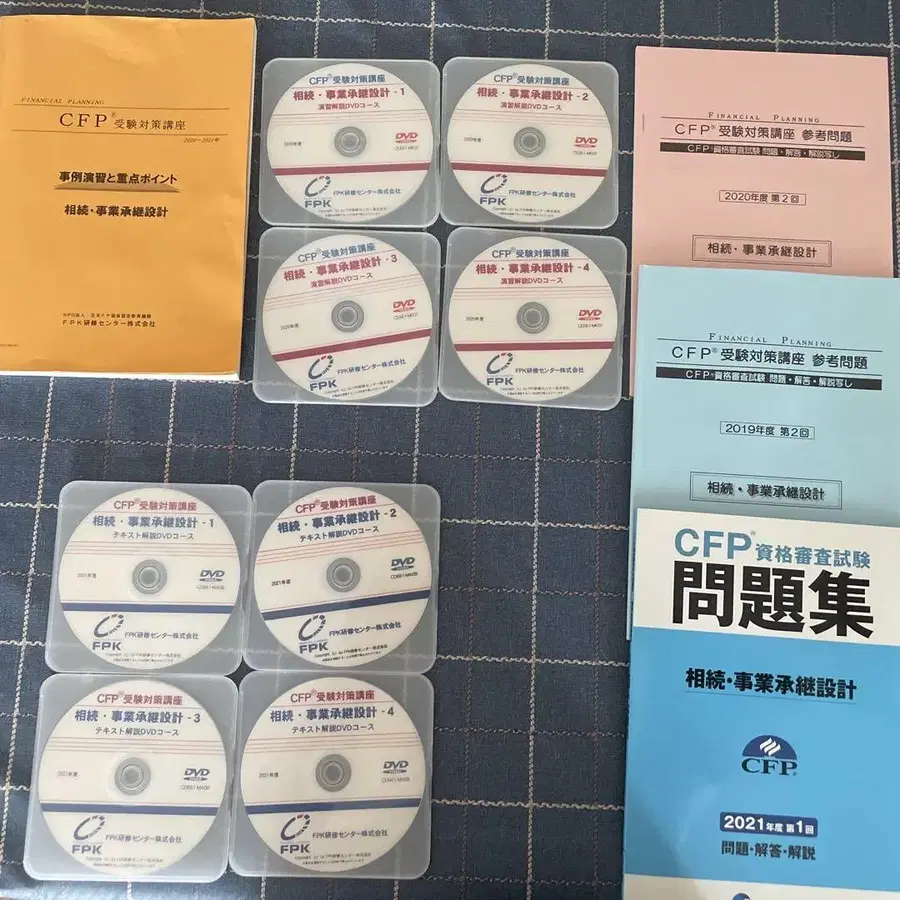 FINANCIAL PLANNING
CFP® 受験対策講座
2020～2021年
事例演習と重点ポイント
相続・事業承継設計
FPK研修センター株式会社
CFP® 受験対策講座
相続・事業承継設計 - 1
演習解説DVDコース
2020年度
DVD
FPK研修センター株式会社
FPK
CFP® 受験対策講座
相続・事業承継設計 - 2
演習解説DVDコース
2020年度
DVD
FPK研修センター株式会社
FPK
CFP® 受験対策講座
相続・事業承継設計 - 3
演習解説DVDコース
2020年度
DVD
FPK研修センター株式会社
FPK
CFP® 受験対策講座
相続・事業承継設計 - 4
演習解説DVDコース
2020年度
DVD
FPK研修センター株式会社
FPK
FINANCIAL PLANNING
CFP® 受験対策講座 参考問題
CFP® 資格審査試験 問題・解答・解説写し
2020年度 第2回
相続・事業承継設計
FINANCIAL PLANNING
CFP® 受験対策講座 参考問題
CFP® 資格審査試験 問題・解答・解説写し
2019年度 第2回
相続・事業承継設計
CFP® 受験対策講座
相続・事業承継設計 - 1
テキスト解説DVDコース
2021年度
DVD
FPK研修センター株式会社
FPK
CFP® 受験対策講座
相続・事業承継設計 - 2
テキスト解説DVDコース
2021年度
DVD
FPK研修センター株式会社
FPK
CFP® 受験対策講座
相続・事業承継設計 - 3
テキスト解説DVDコース
2021年度
DVD
FPK研修センター株式会社
FPK
CFP® 受験対策講座
相続・事業承継設計 - 4
テキスト解説DVDコース
2021年度
DVD
FPK研修センター株式会社
FPK
CFP® 資格審査試験
問題集
相続・事業承継設計
CFP®
2021年度 第1回
問題・解答・解説